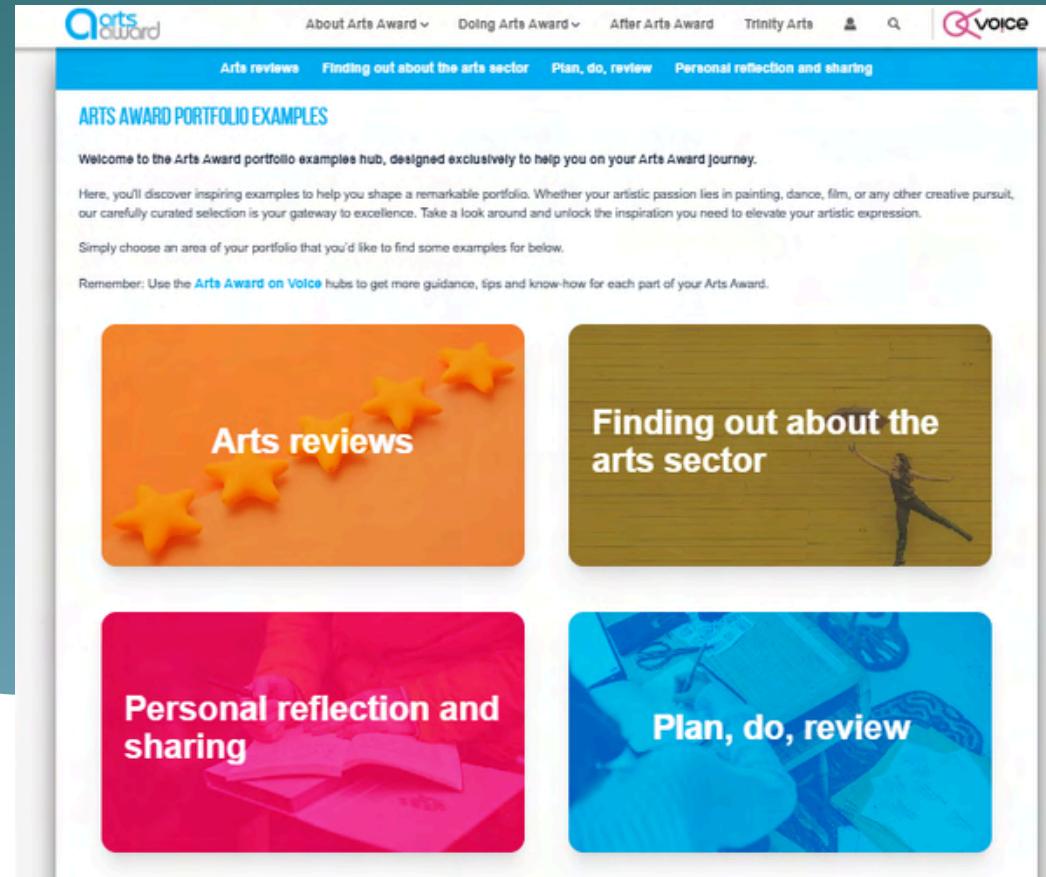 arts
award
About Arts Award Doing Arts Award After Arts Award Trinity Arts
voice
Arts reviews Finding out about the arts sector Plan, do, review Personal reflection and sharing
ARTS AWARD PORTFOLIO EXAMPLES
Welcome to the Arts Award portfolio examples hub, designed exclusively to help you on your Arts Award journey.
Here, you'll discover inspiring examples to help you shape a remarkable portfolio. Whether your artistic passion lies in painting, dance, film, or any other creative pursuit,
our carefully curated selection is your gateway to excellence. Take a look around and unlock the inspiration you need to elevate your artistic expression.
Simply choose an area of your portfolio that you'd like to find some examples for below.
Remember: Use the Arts Award on Voice hubs to get more guidance, tips and know-how for each part of your Arts Award.
Arts reviews
Finding out about the
arts sector
Personal reflection and
sharing
Plan, do, review